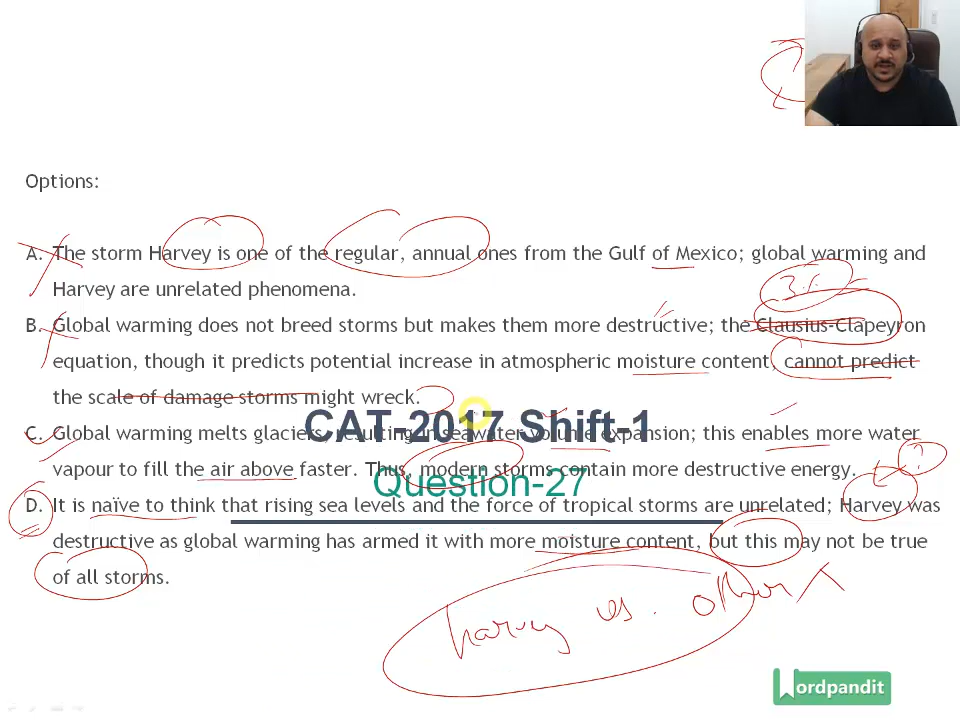 Options:
A. The storm Harvey is one of the regular, annual ones from the Gulf of Mexico; global warming and
Harvey are unrelated phenomena.
B. Global warming does not breed storms but makes them more destructive; the Clausius-Clapeyron
equation, though it predicts potential increase in atmospheric moisture content, cannot predict
the scale of damage storms might wreck.
CAT-2017 Shift-1
C. Global warming melts glaciers, resulting in seawater volume expansion; this enables more water
vapour to fill the air above faster. Thus, modern storms contain more destructive energy.
Question-27
D. It is naïve to think that rising sea levels and the force of tropical storms are unrelated; Harvey was
destructive as global warming has armed it with more moisture content, but this may not be true
of all storms.
harvey vs. other
Wordpandit